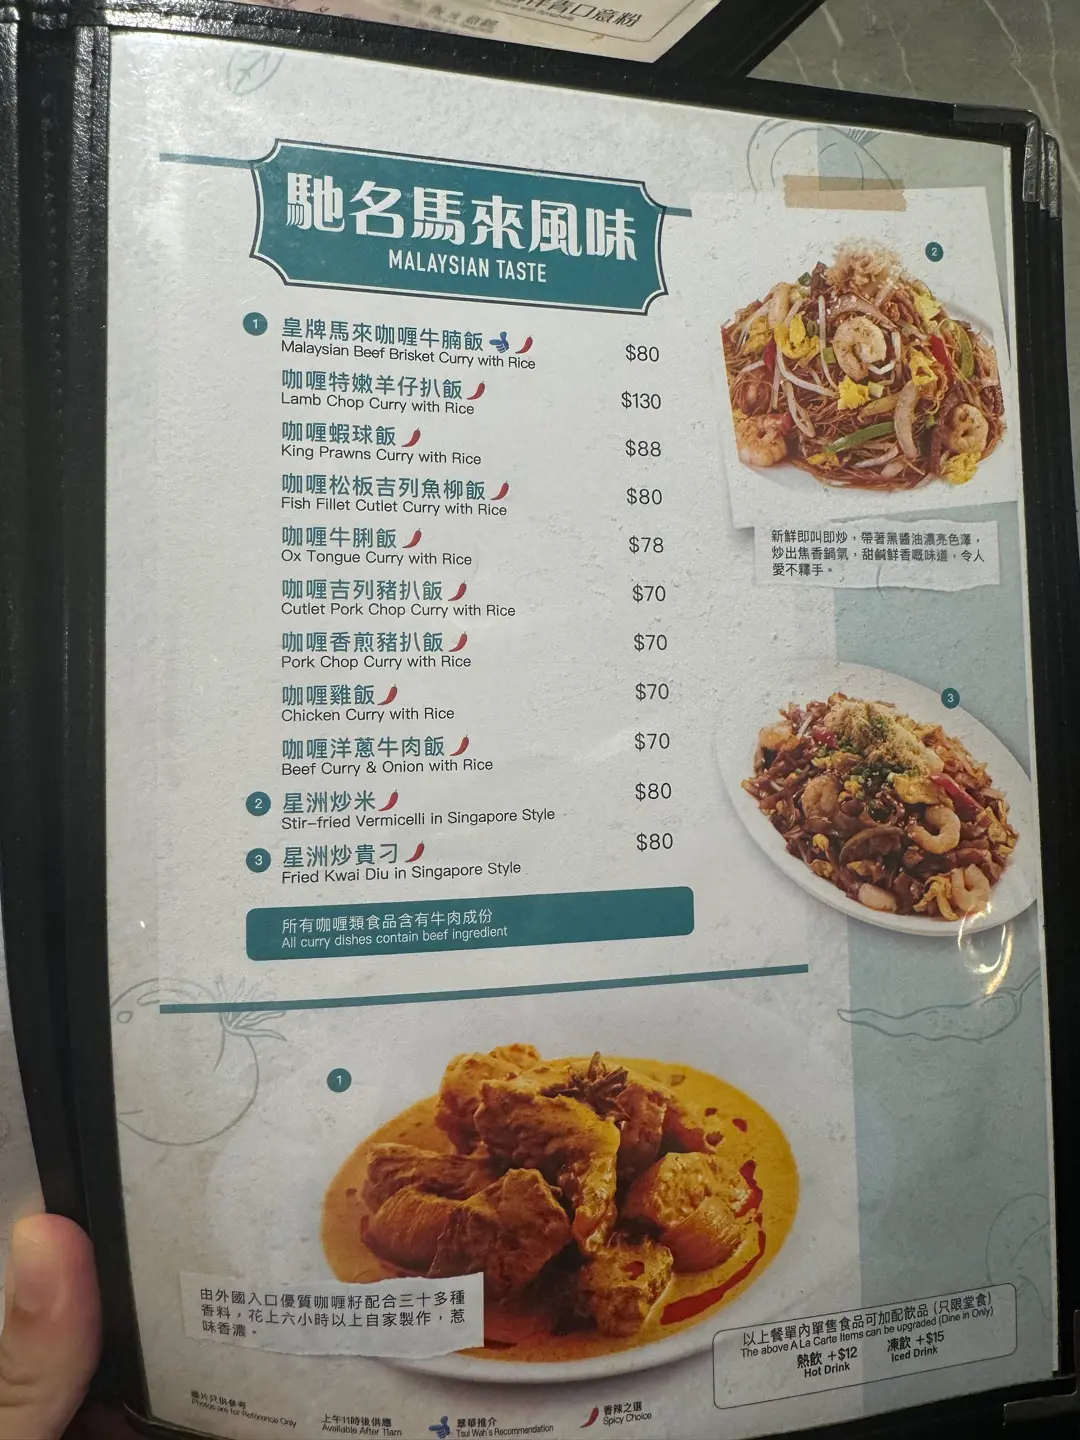 意粉
馳名馬來風味
MALAYSIAN TASTE
1 皇牌馬來咖喱牛腩飯
Malaysian Beef Brisket Curry with Rice $80
咖喱特嫩羊仔扒飯
Lamb Chop Curry with Rice $130
咖喱蝦球飯
King Prawns Curry with Rice $88
咖喱松板吉列魚柳飯
Fish Fillet Cutlet Curry with Rice $80
咖喱牛脷飯
Ox Tongue Curry with Rice $78
咖喱吉列豬扒飯
Cutlet Pork Chop Curry with Rice $70
咖喱香煎豬扒飯
Pork Chop Curry with Rice $70
咖喱雞飯
Chicken Curry with Rice $70
咖喱洋蔥牛肉飯
Beef Curry & Onion with Rice $70
2 星洲炒米
Stir-fried Vermicelli in Singapore Style $80
3 星洲炒貴刁
Fried Kwai Diu in Singapore Style $80
所有咖喱類食品含有牛肉成份
All curry dishes contain beef ingredient
2
新鮮即叫即炒，帶著黑醬油濃亮色澤，
炒出焦香鍋氣，甜鹹鮮香嘅味道，令人
愛不釋手。
3
1
由外國入口優質咖喱籽配合三十多種
香料，花上六小時以上自家製作，惹
味香濃。
以上餐單內單售食品可加配飲品 (只限堂食)
The above A La Carte Items can be upgraded (Dine in Only)
熱飲 +$12 凍飲 +$15
Hot Drink Iced Drink
圖片只供參考
Photos are for Reference Only
上午11時後供應
Available After 11am
翠華推介
Tsui Wah's Recommendation
香辣之選
Spicy Choice